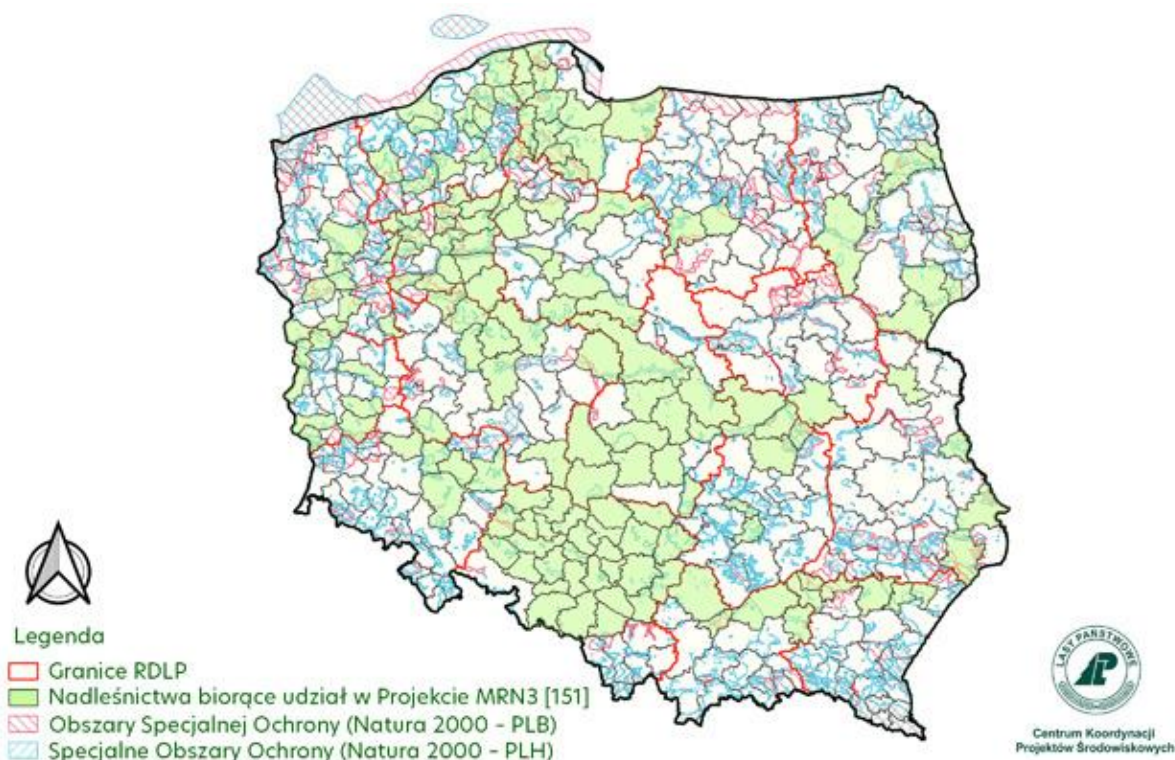 Legenda
Granice RDLP
Nadleśnictwa biorące udział w Projekcie MRN3 [151]
Obszary Specjalnej Ochrony (Natura 2000 - PLB)
Specjalne Obszary Ochrony (Natura 2000 - PLH)
LASY PAŃSTWOWE
Centrum Koordynacji
Projektów Środowiskowych